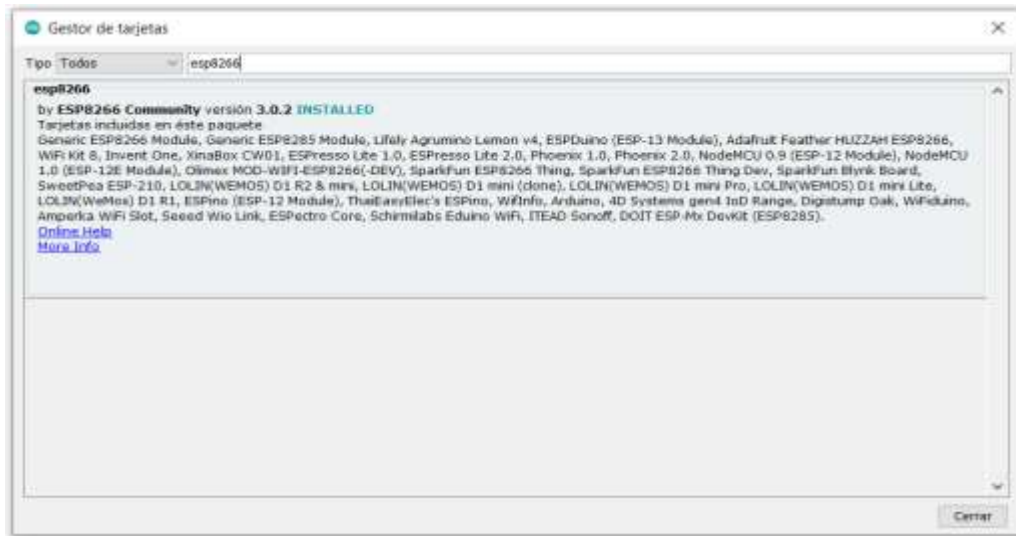 Gestor de tarjetas
Tipo Todos esp8266
esp8266
by ESP8266 Community versión 3.0.2 INSTALLED
Tarjetas incluidas en éste paquete
Generic ESP8266 Module, Generic ESP8285 Module, Lifely Agrumino Lemon v4, ESPDuino (ESP-13 Module), Adafruit Feather HUZZAH ESP8266,
WiFi Kit 8, Invent One, XinaBox CW01, ESPresso Lite 1.0, ESPresso Lite 2.0, Phoenix 1.0, Phoenix 2.0, NodeMCU 0.9 (ESP-12 Module), NodeMCU
1.0 (ESP-12E Module), Olimex MOD-WIFI-ESP8266(-DEV), SparkFun ESP8266 Thing, SparkFun ESP8266 Thing Dev, SparkFun Blynk Board,
SweetPea ESP-210, LOLIN(WEMOS) D1 R2 & mini, LOLIN(WEMOS) D1 mini (clone), LOLIN(WEMOS) D1 mini Pro, LOLIN(WEMOS) D1 mini Lite,
LOLIN(WeMos) D1 R1, ESPino (ESP-12 Module), ThaiEasyElec's ESPino, WifInfo, Arduino, 4D Systems gen4 IoD Range, Digistump Oak, WiFiduino,
Amperka WiFi Slot, Seeed Wio Link, ESPectro Core, Schirmilabs Eduino WiFi, ITEAD Sonoff, DOIT ESP-Mx DevKit (ESP8285).
Online Help
More Info
Cerrar